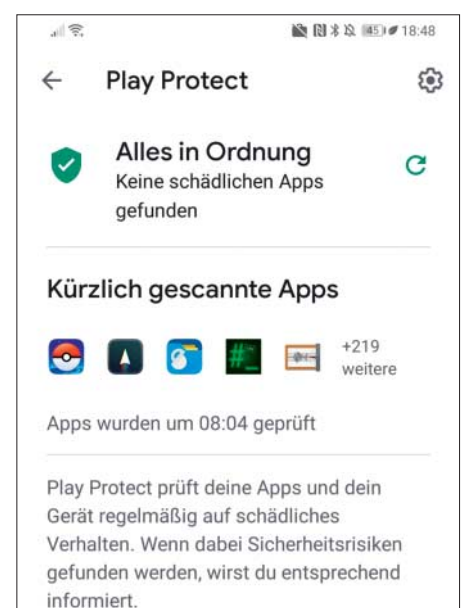 45 18:48
Play Protect
Alles in Ordnung
Keine schädlichen Apps
gefunden
Kürzlich gescannte Apps
#_
+219
weitere
Apps wurden um 08:04 geprüft
Play Protect prüft deine Apps und dein
Gerät regelmäßig auf schädliches
Verhalten. Wenn dabei Sicherheitsrisiken
gefunden werden, wirst du entsprechend
informiert.